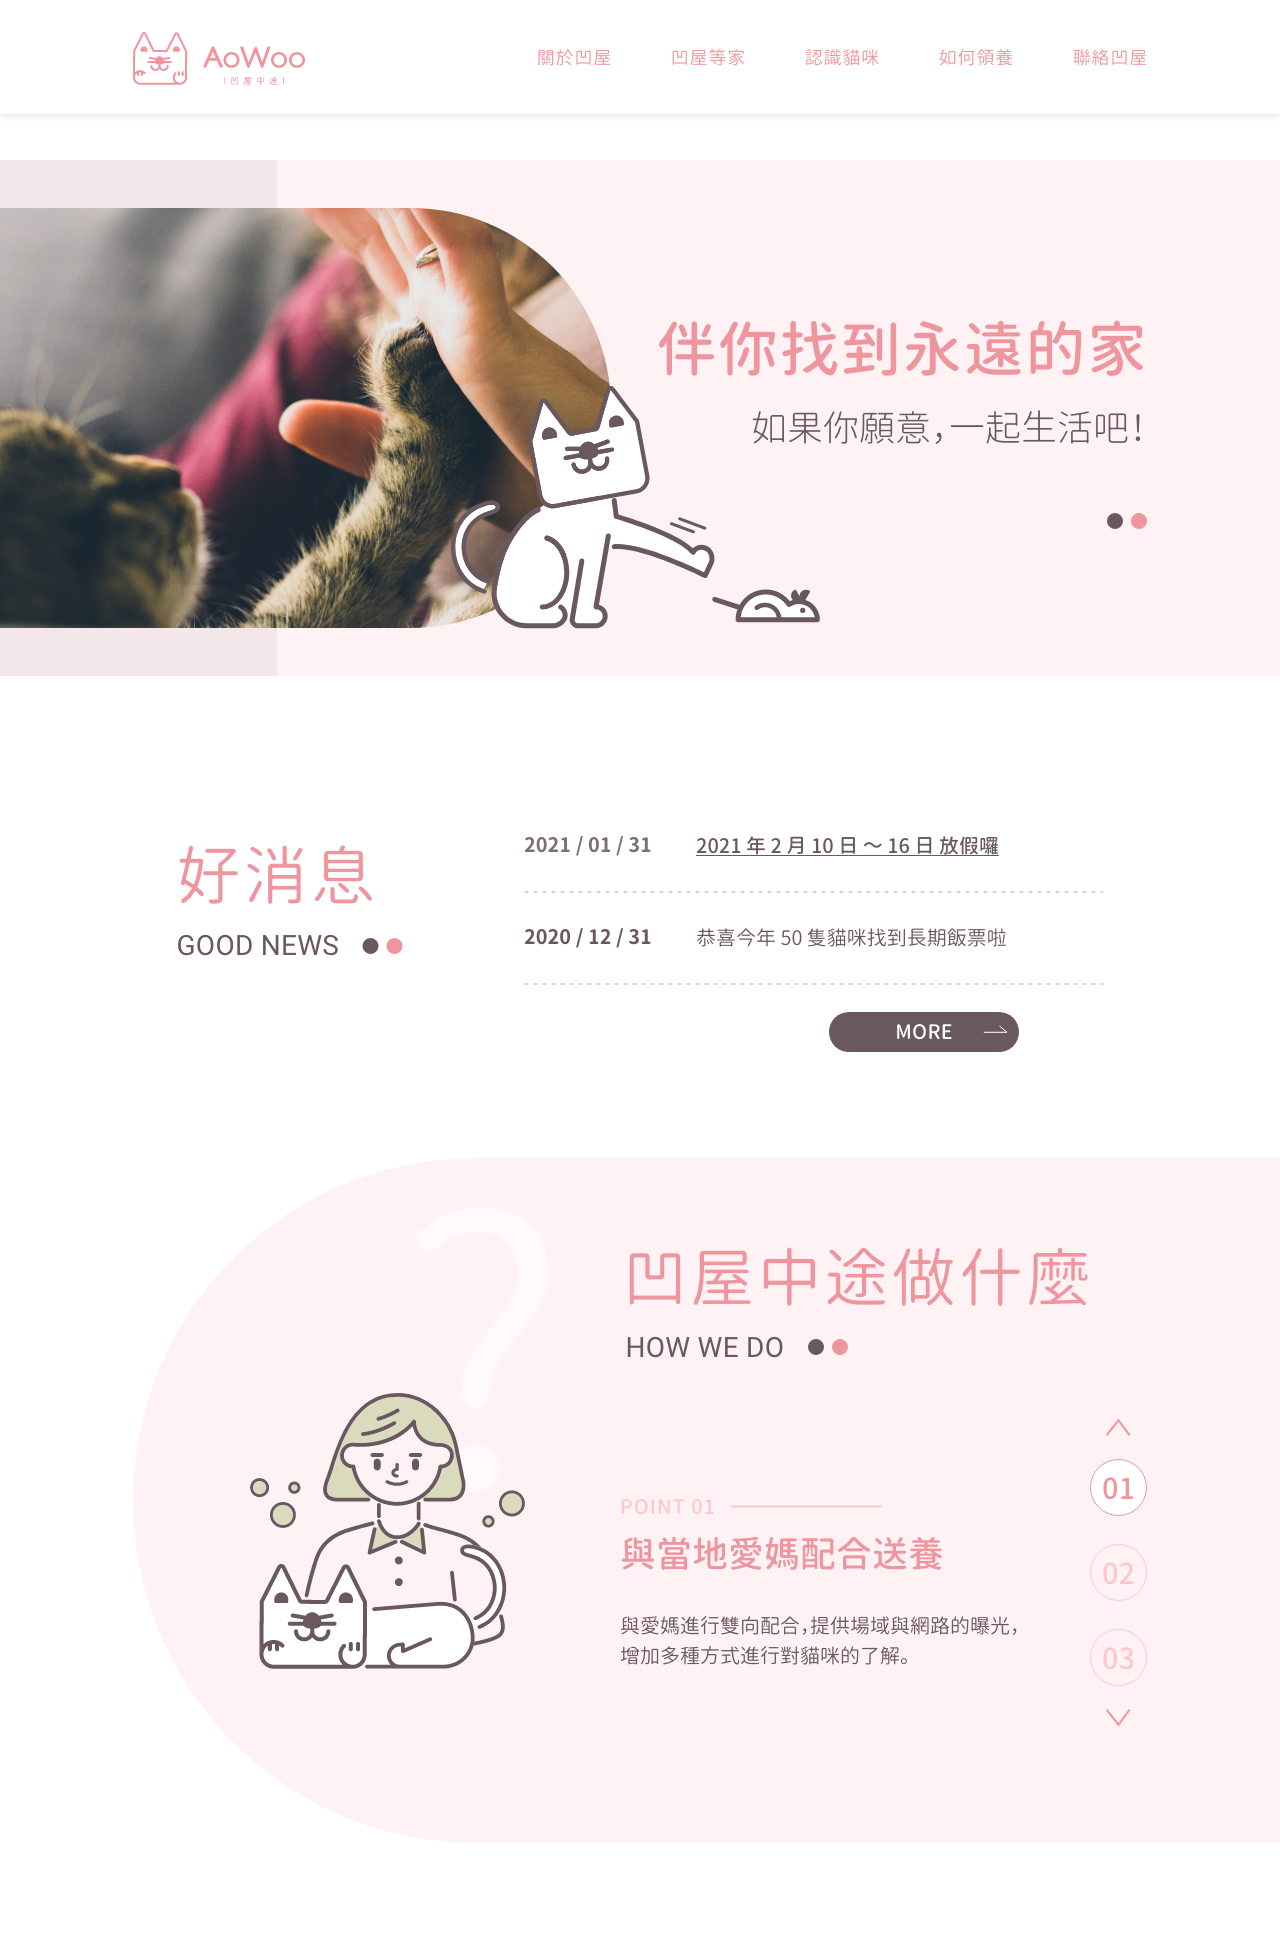 AoWoo
凹屋中途
關於凹屋
凹屋等家
認識貓咪
如何領養
聯絡凹屋
伴你找到永遠的家
如果你願意，一起生活吧！
好消息
GOOD NEWS
2021 / 01 / 31 2021 年 2 月 10 日 ～ 16 日 放假囉
2020 / 12 / 31 恭喜今年 50 隻貓咪找到長期飯票啦
MORE
?
凹屋中途做什麼
HOW WE DO
POINT 01
與當地愛媽配合送養
與愛媽進行雙向配合，提供場域與網路的曝光，
增加多種方式進行對貓咪的了解。
01
02
03